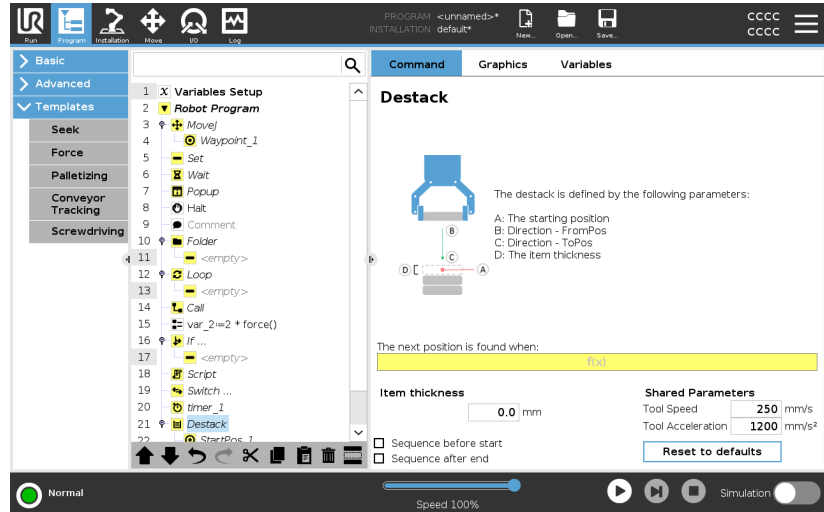 UR
Run
Program
Installation
Move
I/O
Log
PROGRAM <unnamed>*
INSTALLATION default*
New...
Open...
Save...
CCCC
CCCC
Basic
Advanced
Templates
Seek
Force
Palletizing
Conveyor
Tracking
Screwdriving
1 X Variables Setup
2 Robot Program
3 MoveJ
4 Waypoint_1
5 Set
6 Wait
7 Popup
8 Halt
9 Comment
10 Folder
11 <empty>
12 Loop
13 <empty>
14 Call
15 var_2≔2 * force()
16 If ...
17 <empty>
18 Script
19 Switch ...
20 timer_1
21 Destack
22 StartPos_1
Command
Graphics
Variables
Destack
B
C
D
A
The destack is defined by the following parameters:
A: The starting position
B: Direction - FromPos
C: Direction - ToPos
D: The item thickness
The next position is found when:
f(x)
Item thickness
0.0 mm
Sequence before start
Sequence after end
Shared Parameters
Tool Speed 250 mm/s
Tool Acceleration 1200 mm/s²
Reset to defaults
Normal
Speed 100%
Simulation